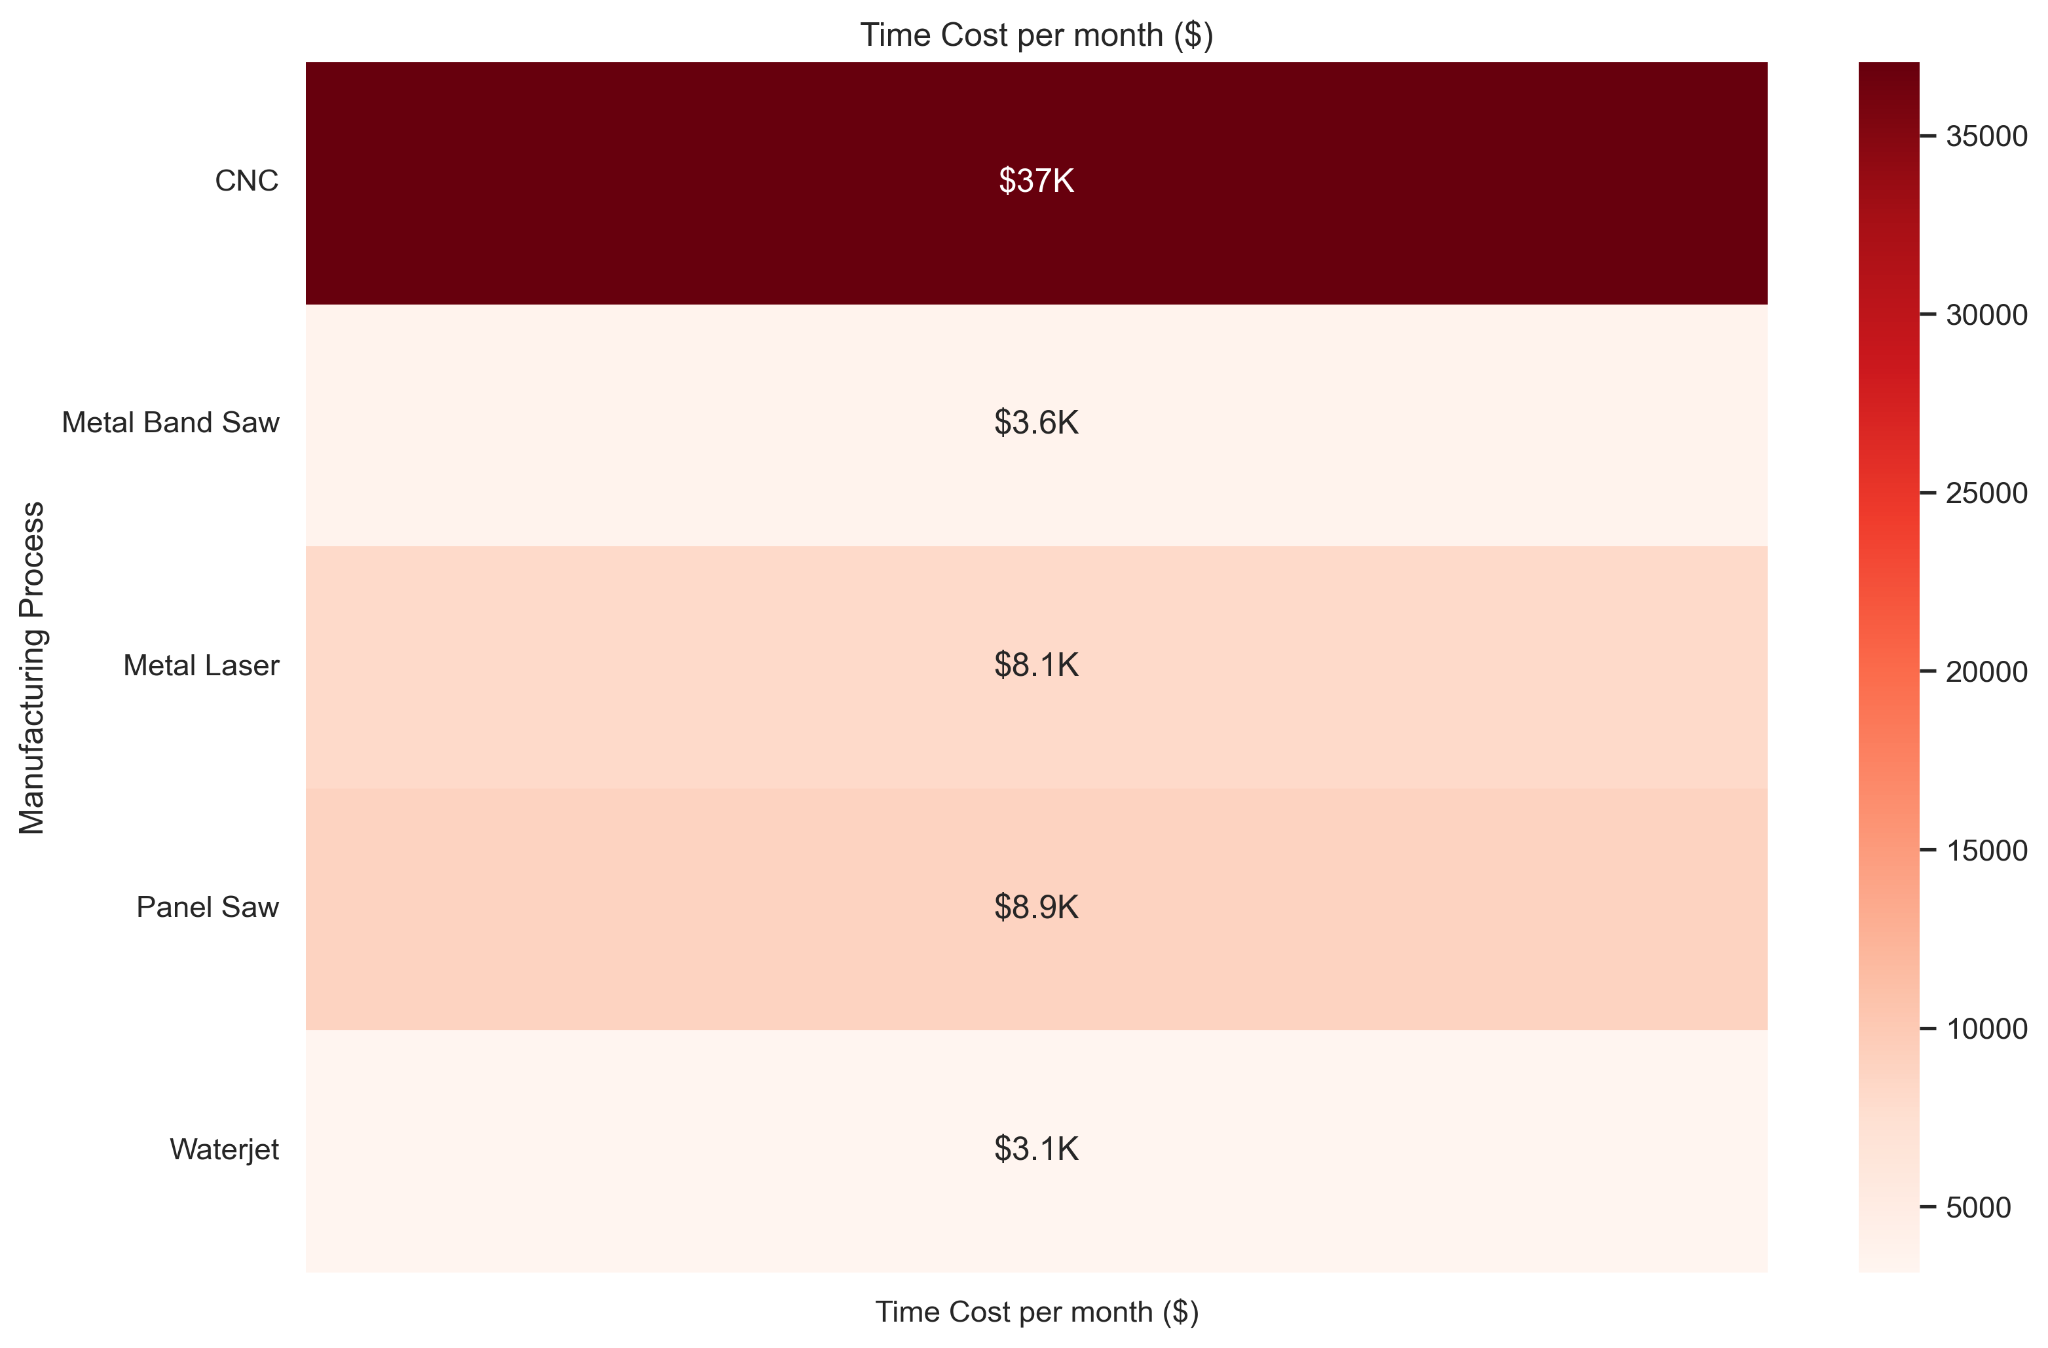 Time Cost per month ($)
CNC
$37K
Metal Band Saw
$3.6K
Metal Laser
$8.1K
Panel Saw
$8.9K
Waterjet
$3.1K
Manufacturing Process
Time Cost per month ($)
35000
30000
25000
20000
15000
10000
5000